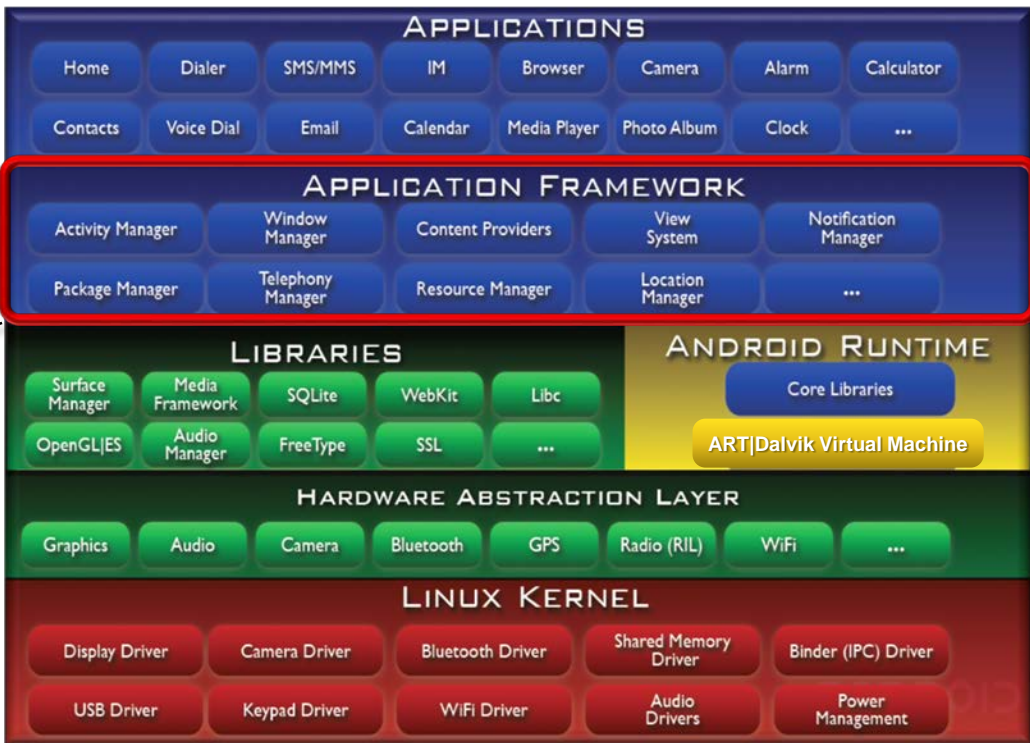 APPLICATIONS
Home Dialer SMS/MMS IM Browser Camera Alarm Calculator
Contacts Voice Dial Email Calendar Media Player Photo Album Clock ...
APPLICATION FRAMEWORK
Activity Manager
Window
Manager
Content Providers
View
System
Notification
Manager
Package Manager
Telephony
Manager
Resource Manager
Location
Manager
...
LIBRARIES
Surface
Manager
Media
Framework
SQLite
WebKit
Libc
OpenGL|ES
Audio
Manager
FreeType
SSL
...
ANDROID RUNTIME
Core Libraries
ART|Dalvik Virtual Machine
HARDWARE ABSTRACTION LAYER
Graphics Audio Camera Bluetooth GPS Radio (RIL) WiFi ...
LINUX KERNEL
Display Driver
Camera Driver
Bluetooth Driver
Shared Memory
Driver
Binder (IPC) Driver
USB Driver
Keypad Driver
WiFi Driver
Audio
Drivers
Power
Management